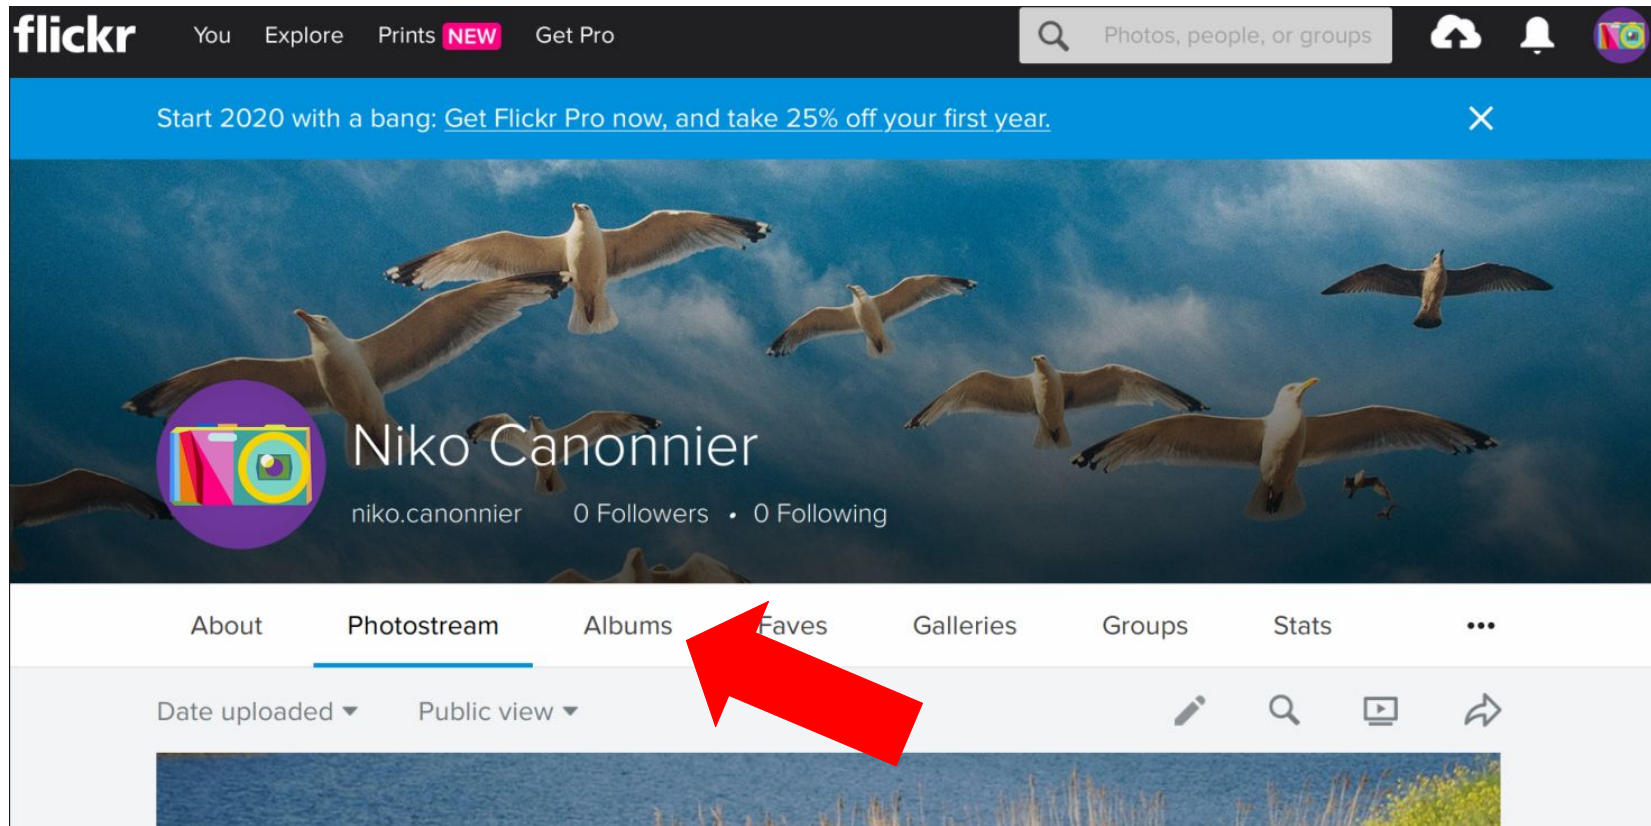 flickr You Explore Prints NEW Get Pro Photos, people, or groups
Start 2020 with a bang: Get Flickr Pro now, and take 25% off your first year.
Niko Canonnier
niko.canonnier 0 Followers • 0 Following
About Photostream Albums Faves Galleries Groups Stats
Date uploaded Public view